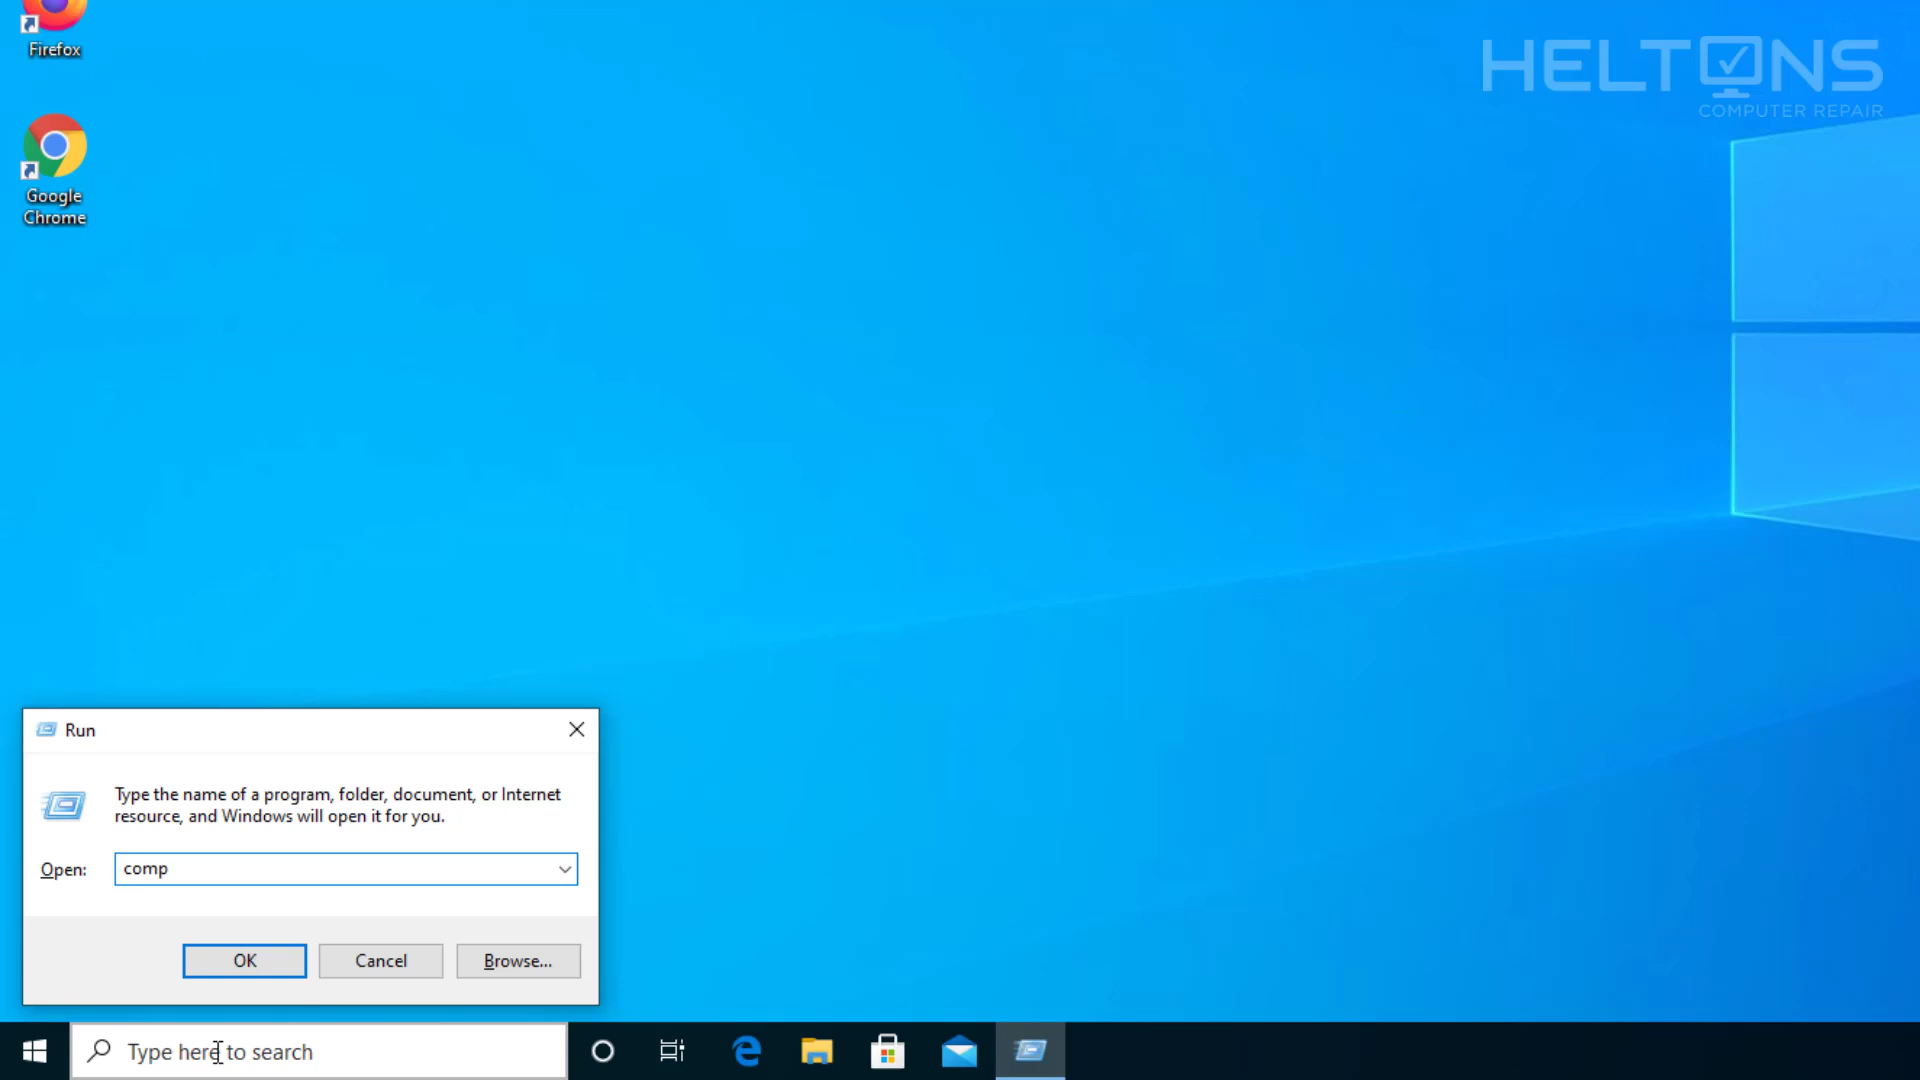 Firefox
HELTONS
COMPUTER REPAIR
Google
Chrome
Run
Type the name of a program, folder, document, or Internet
resource, and Windows will open it for you.
Open: comp
OK Cancel Browse...
Type here to search